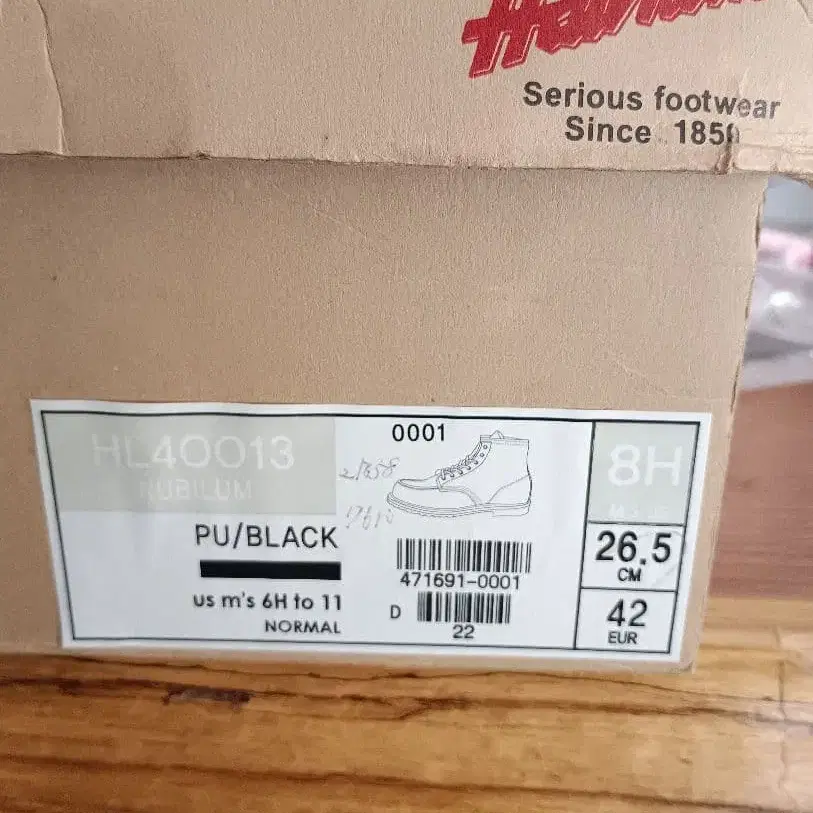 Serious footwear
Since 1850
HL40013
RUBILUM
0001
PU/BLACK
us m's 6H to 11
NORMAL
471691-0001
D
22
8H
26.5
CM
42
EUR